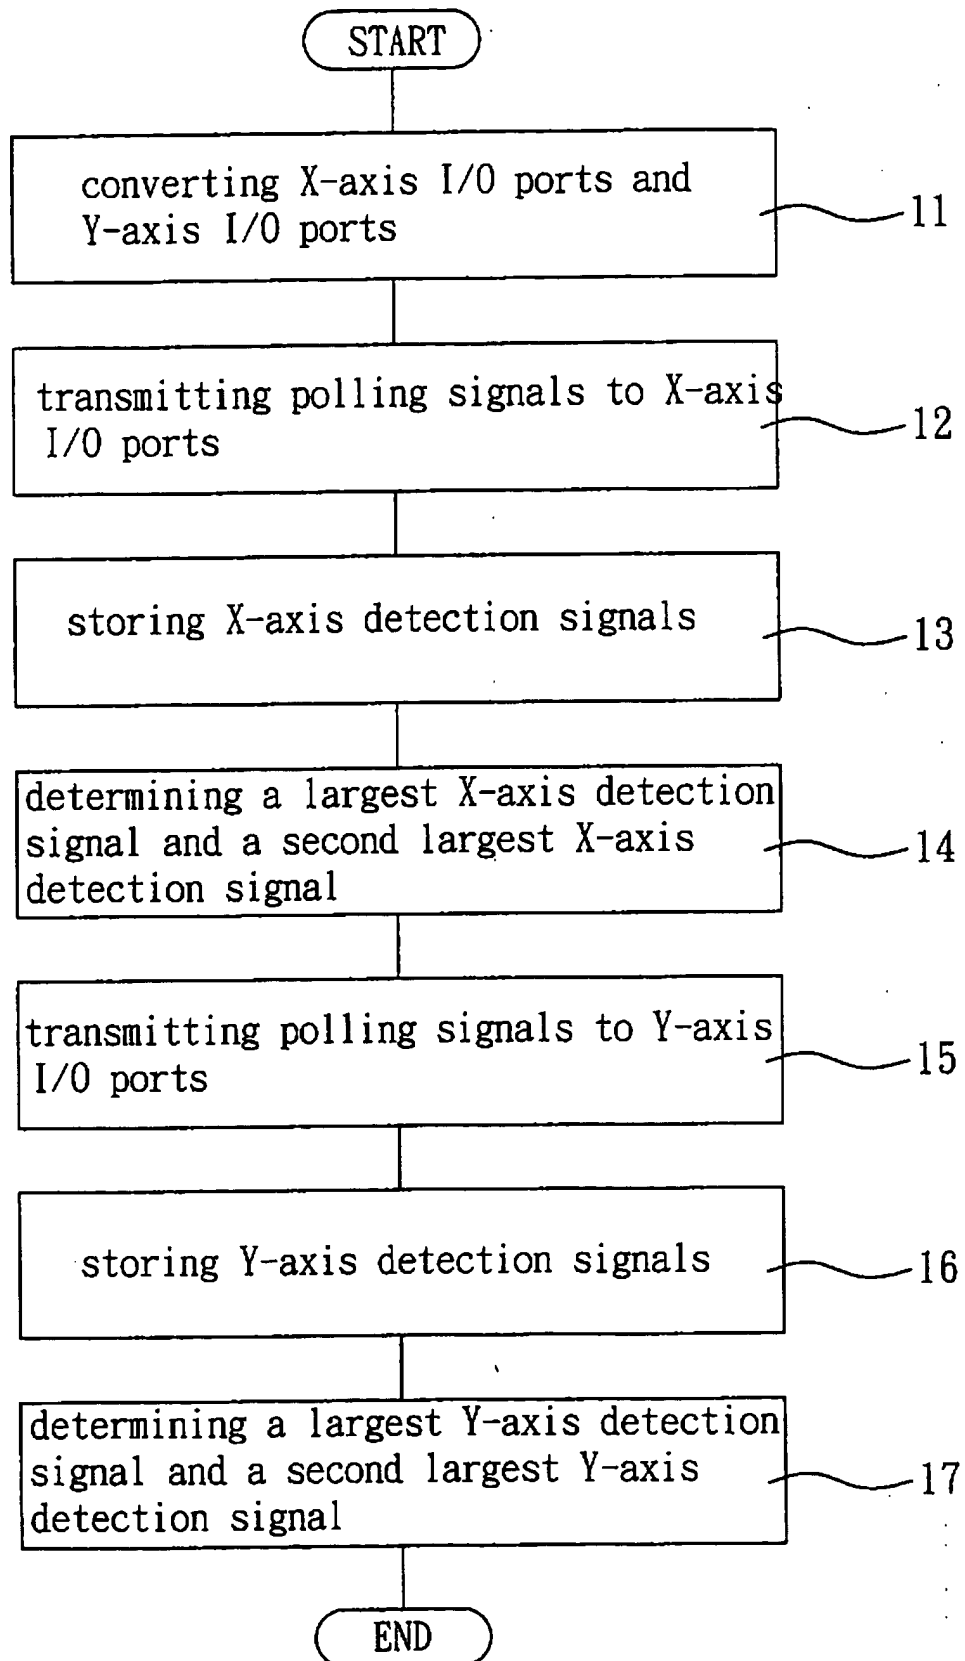 START
converting X-axis I/O ports and
Y-axis I/O ports
11
transmitting polling signals to X-axis
I/O ports
12
storing X-axis detection signals
13
determining a largest X-axis detection
signal and a second largest X-axis
detection signal
14
transmitting polling signals to Y-axis
I/O ports
15
storing Y-axis detection signals
16
determining a largest Y-axis detection
signal and a second largest Y-axis
detection signal
17
END